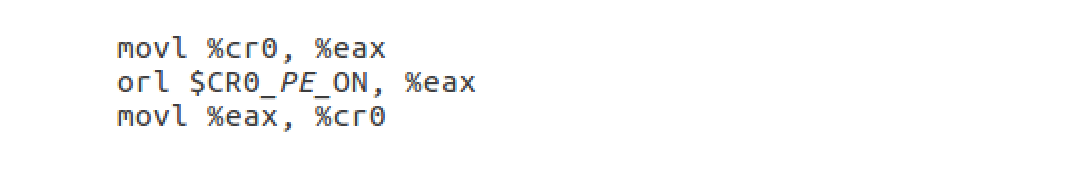 movl %cr0, %eax
orl $CR0_PE_ON, %eax
movl %eax, %cr0